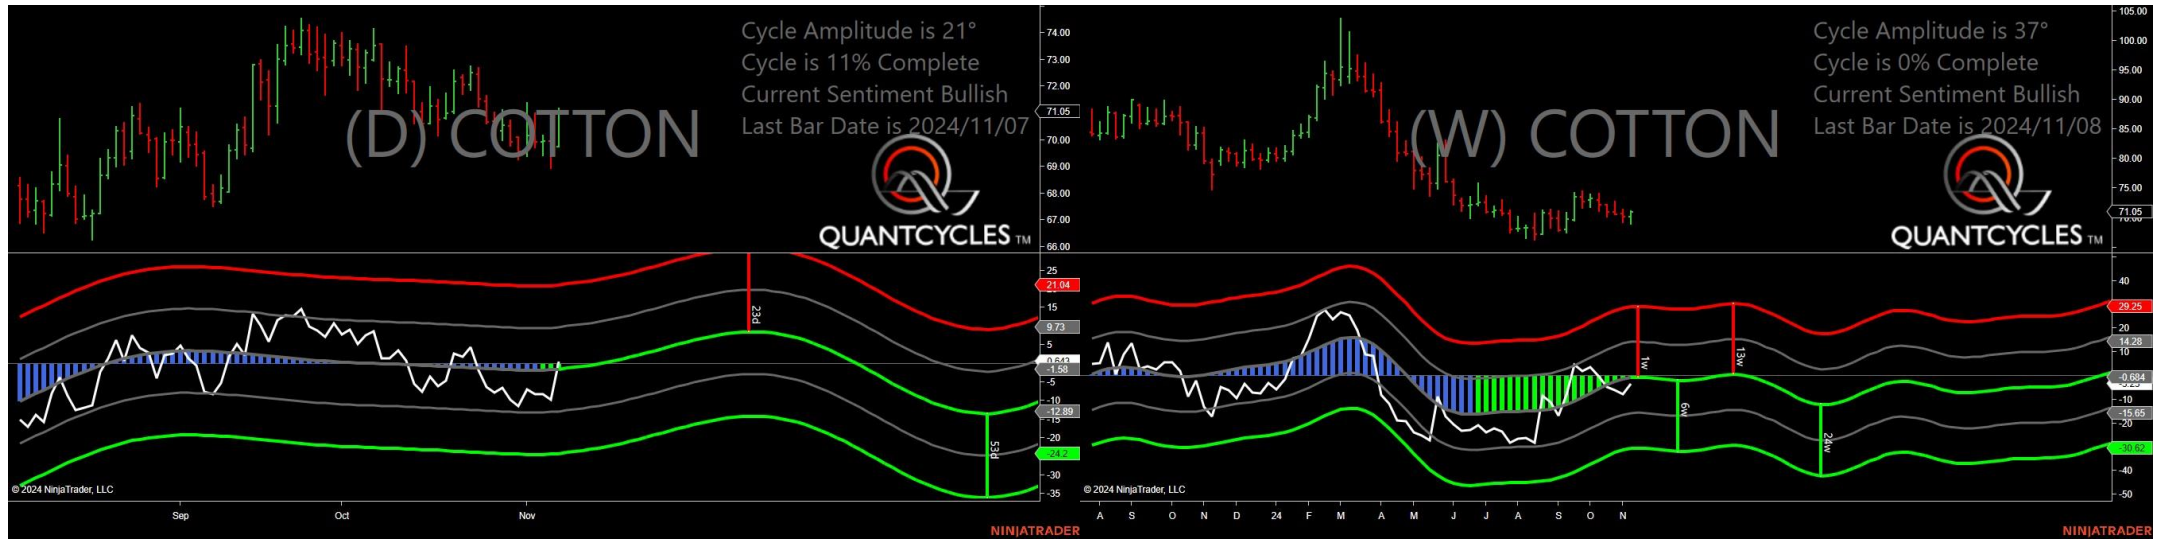 Cycle Amplitude is 21°
Cycle is 11% Complete
Current Sentiment Bullish
Last Bar Date is 2024/11/07
(D) COTTON
QUANTCYCLES TM
74.00
73.00
72.00
71.05
70.00
69.00
68.00
67.00
66.00
25
21.04
15
9.73
5
0.643
-1.58
-5
-10
-12.89
-15
-20
-24.2
-30
-35
23d
53d
© 2024 NinjaTrader, LLC
Sep Oct Nov
NINJATRADER
Cycle Amplitude is 37°
Cycle is 0% Complete
Current Sentiment Bullish
Last Bar Date is 2024/11/08
(W) COTTON
QUANTCYCLES TM
105.00
100.00
95.00
90.00
85.00
80.00
75.00
71.05
40
29.25
20
14.28
10
-0.684
-10
-15.65
-20
-30.62
-40
-50
1w
13w
6w
24w
© 2024 NinjaTrader, LLC
A S O N D 24 F M A M J J A S O N
NINJATRADER